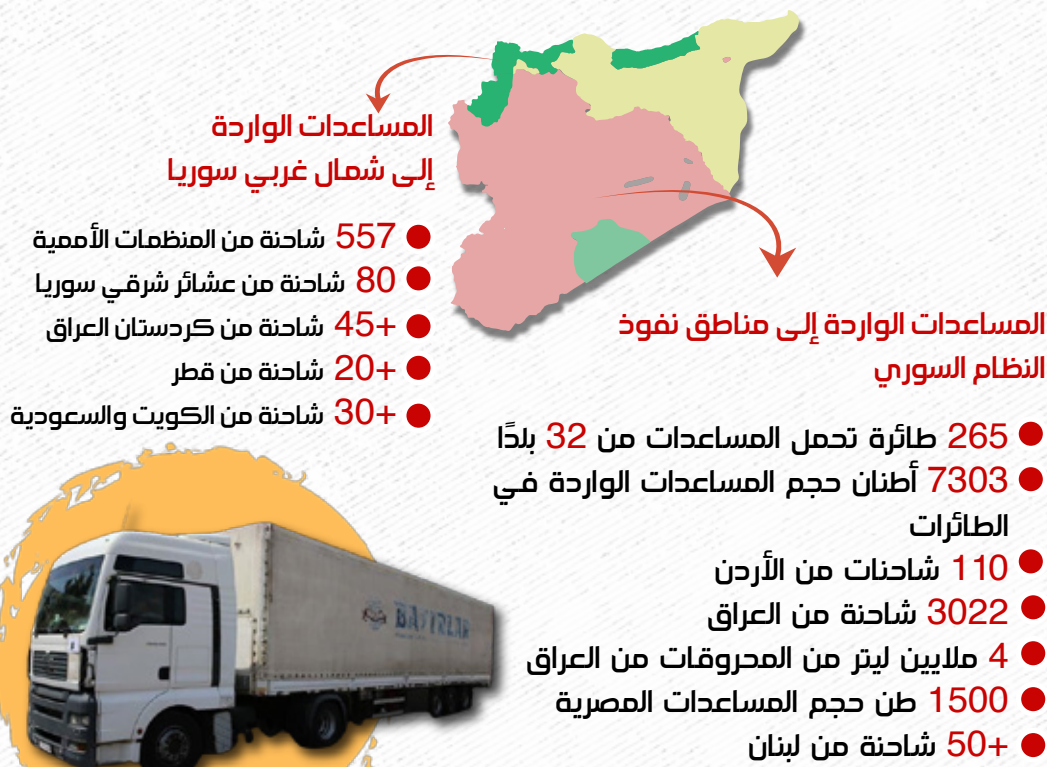 المساعدات الواردة
إلى شمال غربي سوريا
557 شاحنة من المنظمات الأممية
80 شاحنة من عشائر شرقي سوريا
+45 شاحنة من كردستان العراق
+20 شاحنة من قطر
+30 شاحنة من الكويت والسعودية
المساعدات الواردة إلى مناطق نفوذ
النظام السوري
265 طائرة تحمل المساعدات من 32 بلدًا
7303 أطنان حجم المساعدات الواردة في
الطائرات
110 شاحنات من الأردن
3022 شاحنة من العراق
4 ملايين ليتر من المحروقات من العراق
1500 طن حجم المساعدات المصرية
+50 شاحنة من لبنان